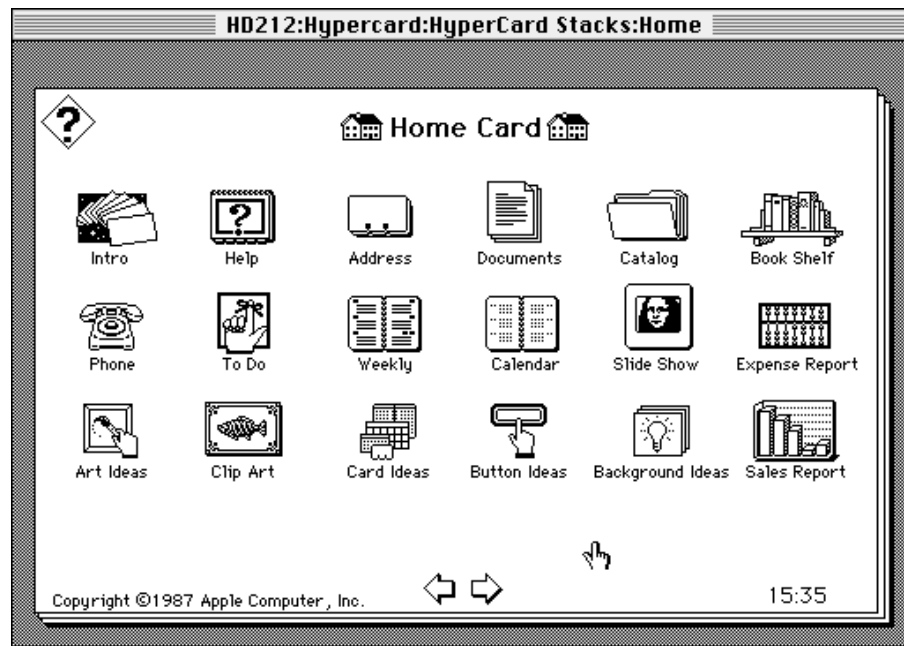 HD212:Hypercard:HyperCard Stacks:Home
?
Home Card
?
Intro Help Address Documents Catalog Book Shelf
Phone To Do Weekly Calendar Slide Show Expense Report
Art Ideas Clip Art Card Ideas Button Ideas Background Ideas Sales Report
Copyright ©1987 Apple Computer, Inc. 15:35